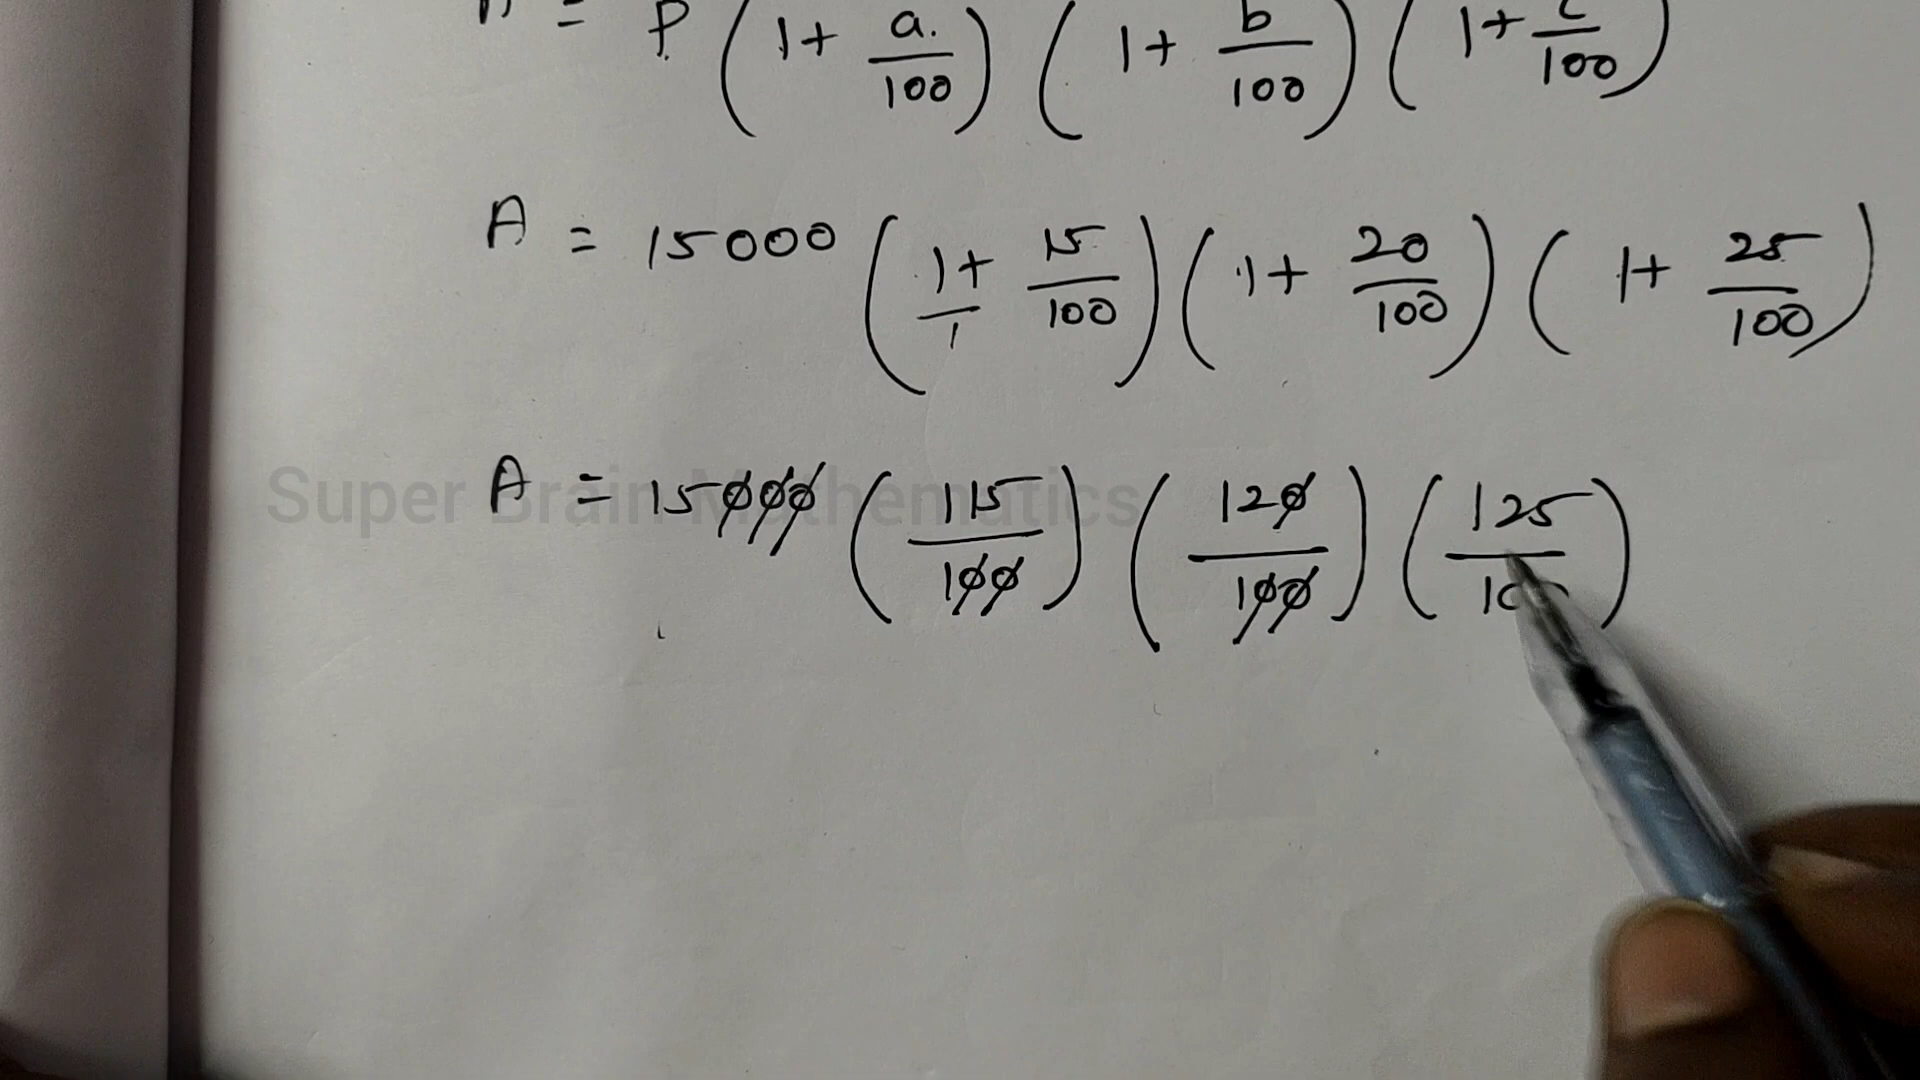 = P (1 + a/100) (1 + b/100) (1 + c/100)
A = 15000 (1/1 + 15/100) (1 + 20/100) (1 + 25/100)
A = 15000 (115/100) (120/100) (125/100)
Super Brain Mathematics